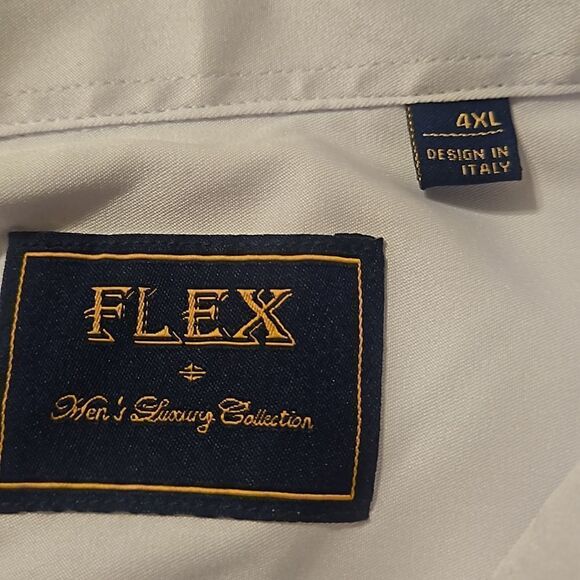 4XL
DESIGN IN
ITALY
FLEX
Men's Luxury Collection